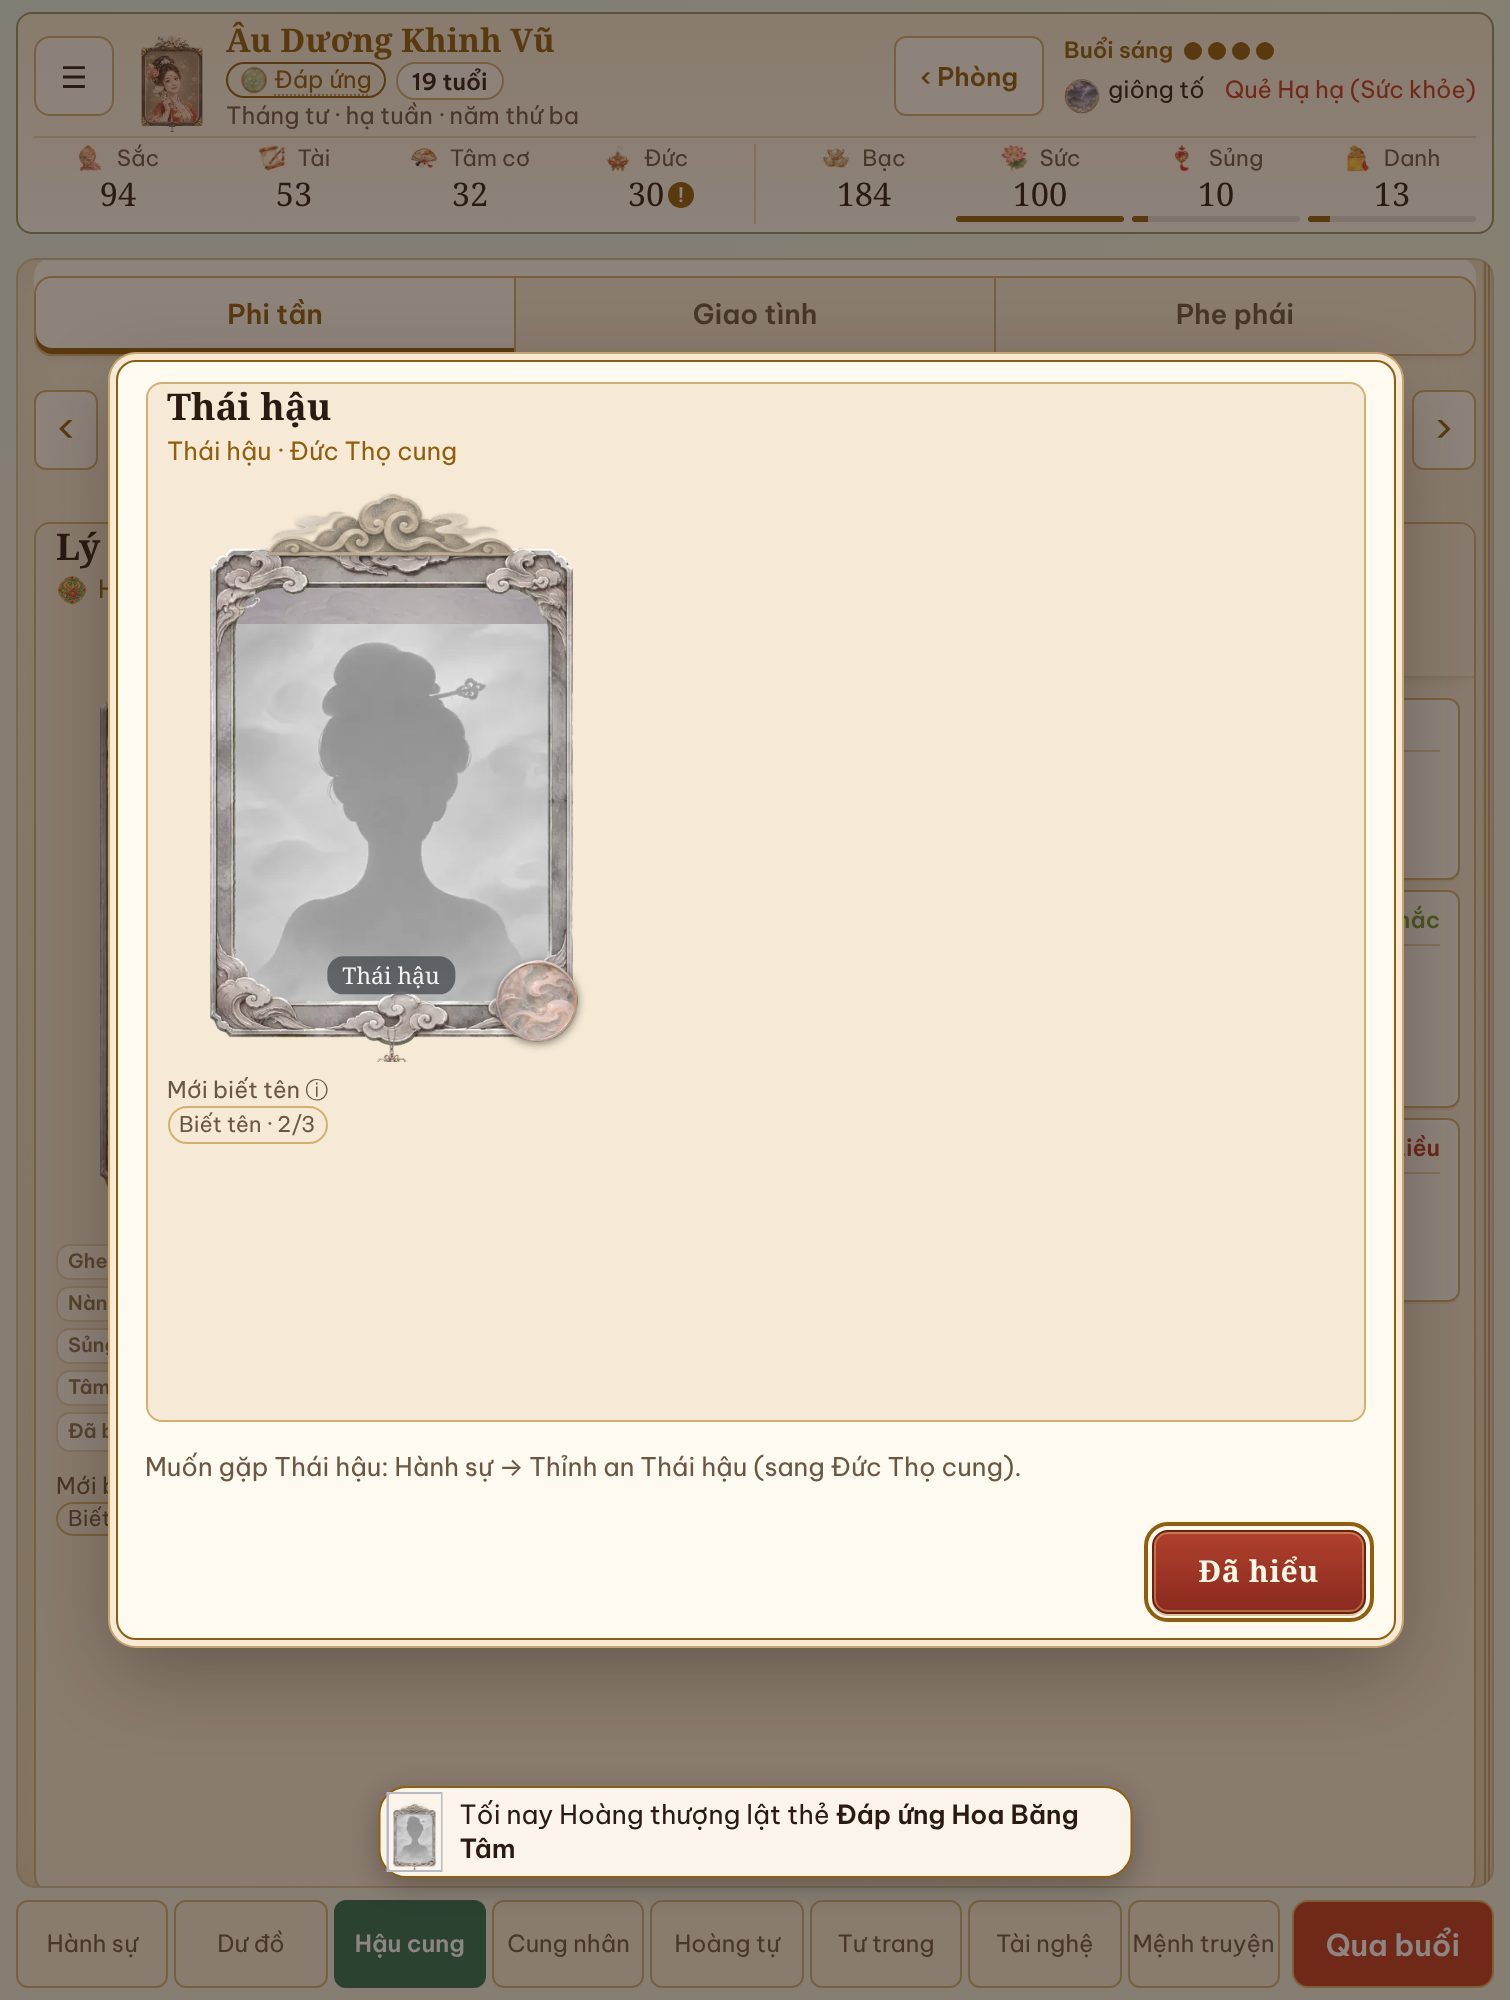 ☰
Âu Dương Khinh Vũ
Đáp ứng
19 tuổi
Tháng tư · hạ tuần · năm thứ ba
‹ Phòng
Buổi sáng
giông tố
Quẻ Hạ hạ (Sức khỏe)
Sắc
94
Tài
53
Tâm cơ
32
Đức
30 !
Bạc
184
Sức
100
Sủng
10
Danh
13
Phi tần
Giao tình
Phe phái
‹
›
Lý
Thái hậu
Thái hậu · Đức Thọ cung
Thái hậu
Mới biết tên ⓘ
Biết tên · 2/3
Muốn gặp Thái hậu: Hành sự → Thỉnh an Thái hậu (sang Đức Thọ cung).
Đã hiểu
Tối nay Hoàng thượng lật thẻ Đáp ứng Hoa Băng
Tâm
Hành sự
Dư đồ
Hậu cung
Cung nhân
Hoàng tự
Tư trang
Tài nghệ
Mệnh truyện
Qua buổi